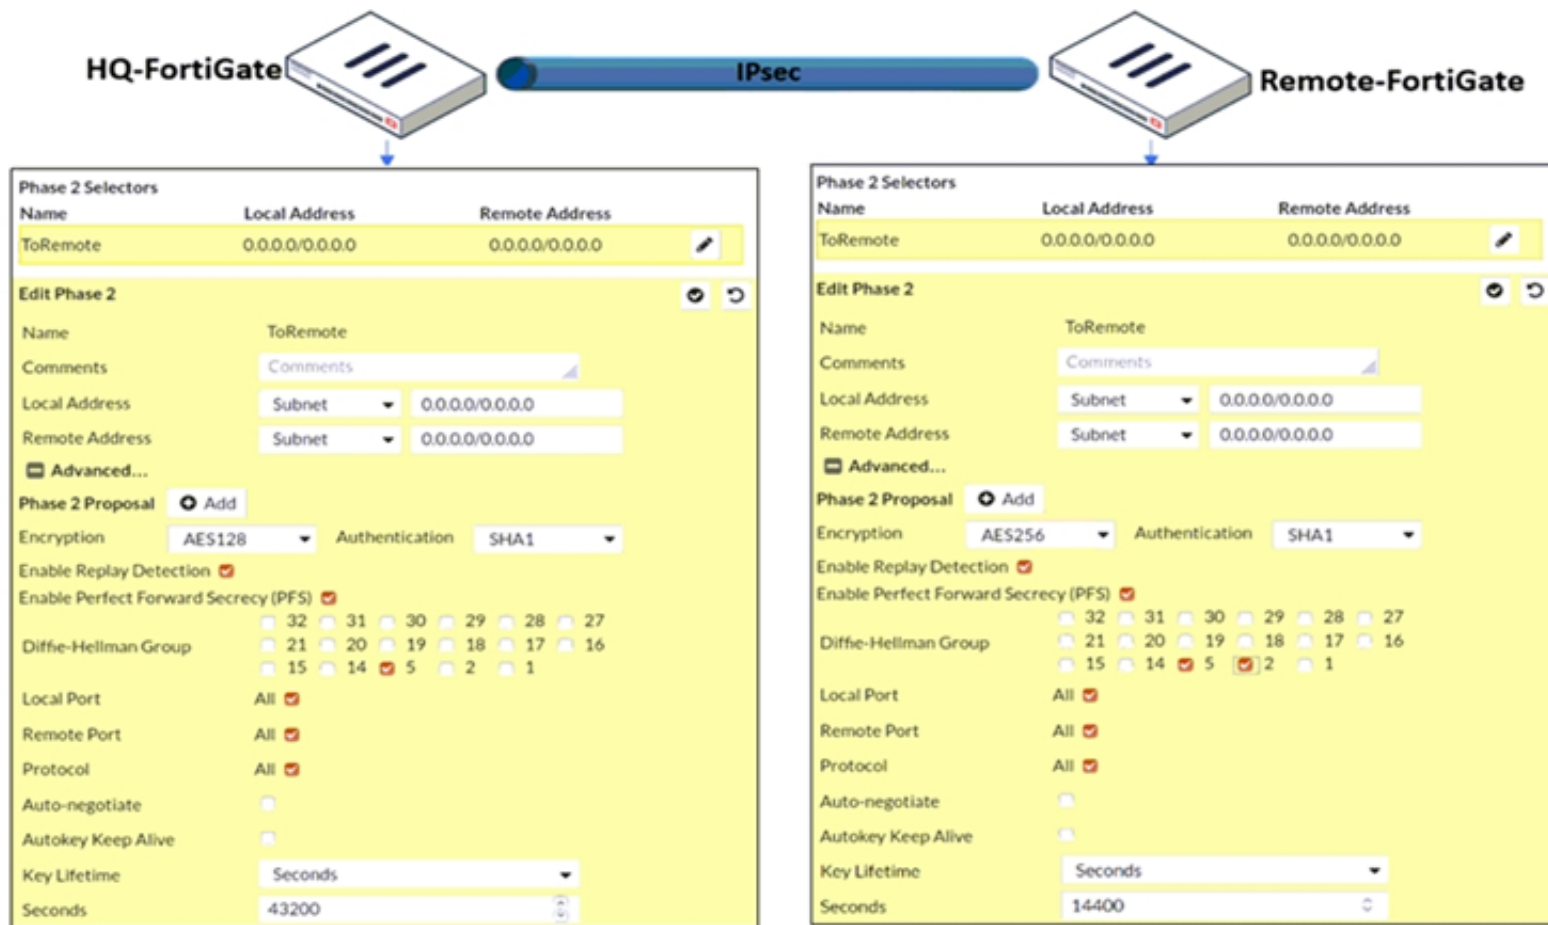 HQ-FortiGate
IPsec
Remote-FortiGate
Phase 2 Selectors
Name Local Address Remote Address
ToRemote 0.0.0.0/0.0.0.0 0.0.0.0/0.0.0.0
Edit Phase 2
Name ToRemote
Comments Comments
Local Address Subnet 0.0.0.0/0.0.0.0
Remote Address Subnet 0.0.0.0/0.0.0.0
Advanced...
Phase 2 Proposal Add
Encryption AES128 Authentication SHA1
Enable Replay Detection
Enable Perfect Forward Secrecy (PFS)
32 31 30 29 28 27
Diffie-Hellman Group 21 20 19 18 17 16
15 14 5 2 1
Local Port All
Remote Port All
Protocol All
Auto-negotiate
Autokey Keep Alive
Key Lifetime Seconds
Seconds 43200
Phase 2 Selectors
Name Local Address Remote Address
ToRemote 0.0.0.0/0.0.0.0 0.0.0.0/0.0.0.0
Edit Phase 2
Name ToRemote
Comments Comments
Local Address Subnet 0.0.0.0/0.0.0.0
Remote Address Subnet 0.0.0.0/0.0.0.0
Advanced...
Phase 2 Proposal Add
Encryption AES256 Authentication SHA1
Enable Replay Detection
Enable Perfect Forward Secrecy (PFS)
32 31 30 29 28 27
Diffie-Hellman Group 21 20 19 18 17 16
15 14 5 2 1
Local Port All
Remote Port All
Protocol All
Auto-negotiate
Autokey Keep Alive
Key Lifetime Seconds
Seconds 14400